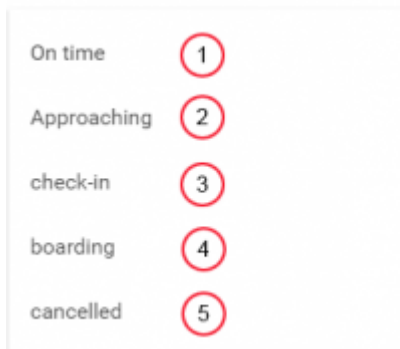 On time 1
Approaching 2
check-in 3
boarding 4
cancelled 5